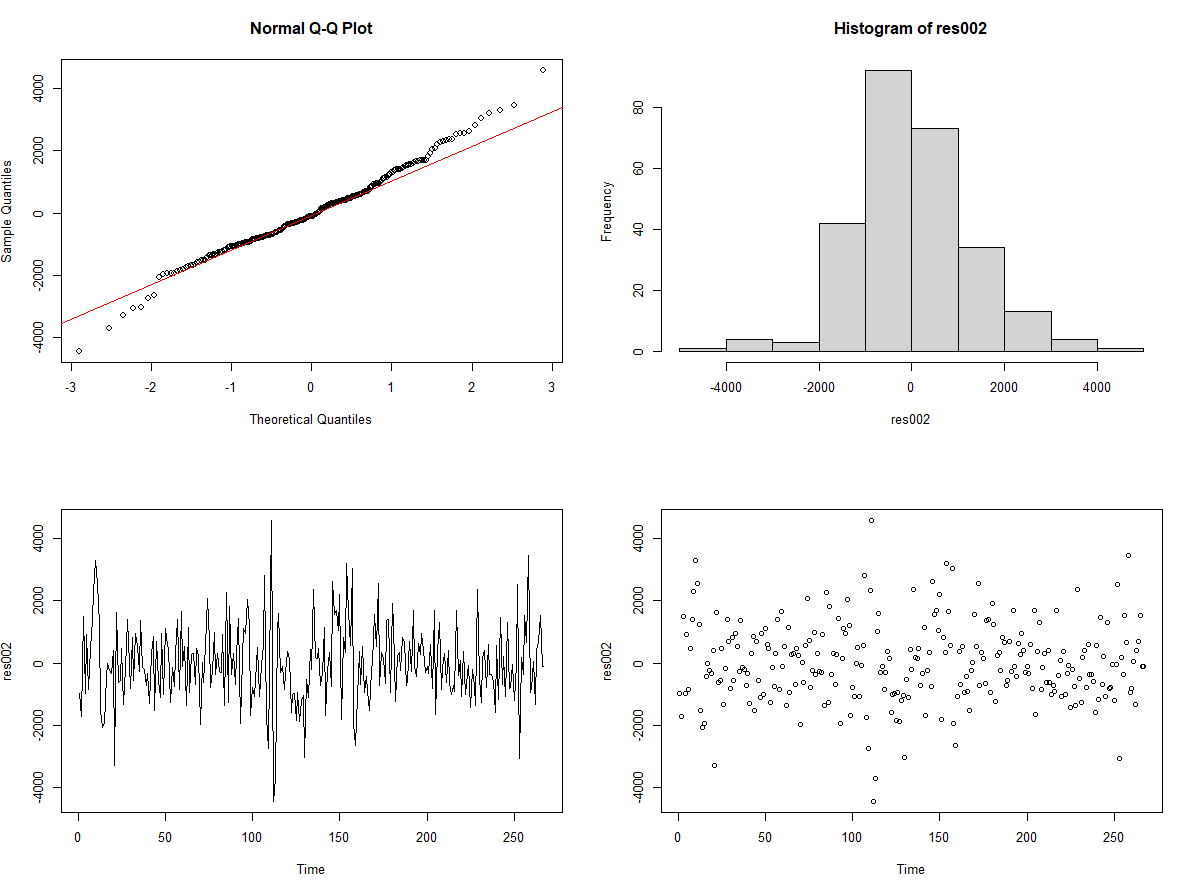 Normal Q-Q Plot
Sample Quantiles
4000
2000
0
-2000
-4000
-3 -2 -1 0 1 2 3
Theoretical Quantiles
Histogram of res002
Frequency
80
60
40
20
0
-4000 -2000 0 2000 4000
res002
res002
4000
2000
0
-2000
-4000
0 50 100 150 200 250
Time
res002
4000
2000
0
-2000
-4000
0 50 100 150 200 250
Time